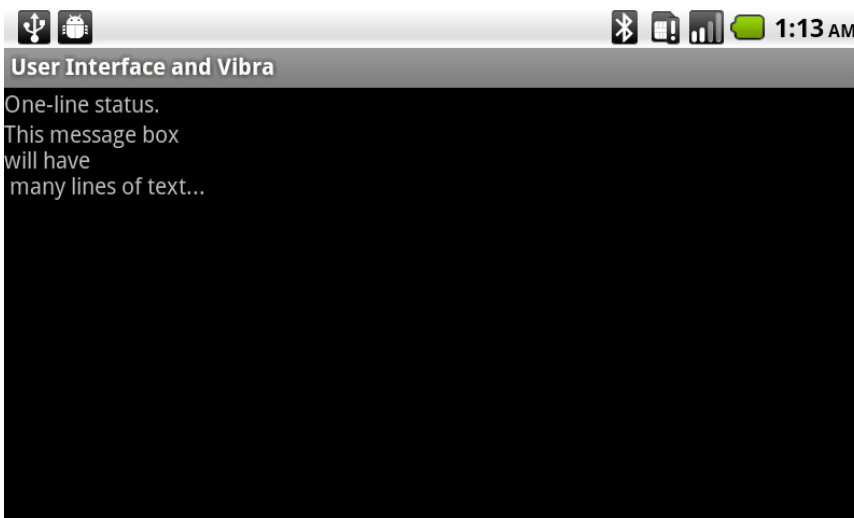 1:13 AM
User Interface and Vibra
One-line status.
This message box
will have
many lines of text...